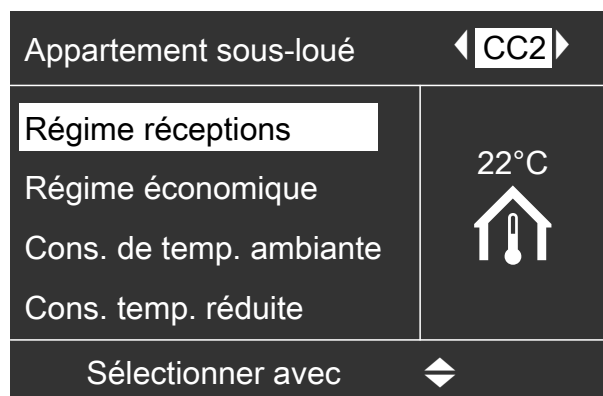 Appartement sous-loué CC2
Régime réceptions
Régime économique
Cons. de temp. ambiante
Cons. temp. réduite
22°C
Sélectionner avec